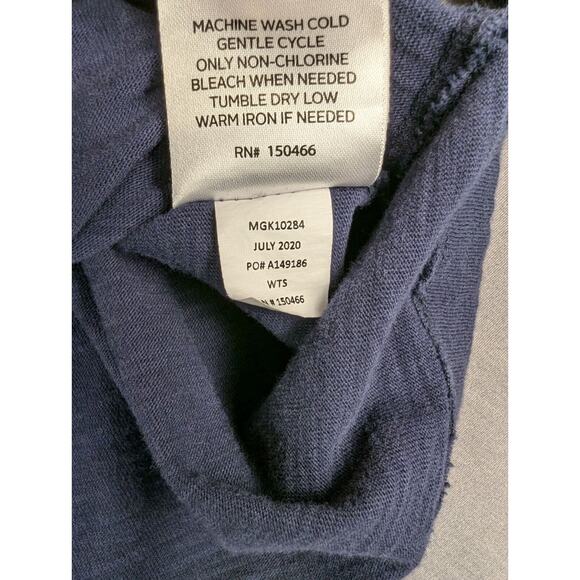 MACHINE WASH COLD
GENTLE CYCLE
ONLY NON-CHLORINE
BLEACH WHEN NEEDED
TUMBLE DRY LOW
WARM IRON IF NEEDED
RN# 150466
MGK10284
JULY 2020
PO# A149186
WTS
N # 150466